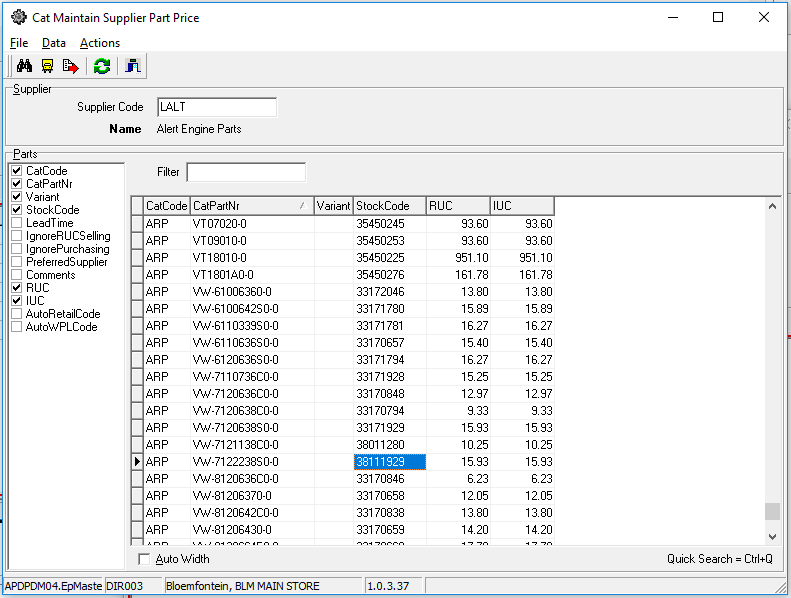 Cat Maintain Supplier Part Price
File Data Actions
Supplier
Supplier Code LALT
Name Alert Engine Parts
Parts
CatCode
CatPartNr
Variant
StockCode
LeadTime
IgnoreRUCSelling
IgnorePurchasing
PreferredSupplier
Comments
RUC
IUC
AutoRetailCode
AutoWPLCode
Filter
CatCode CatPartNr Variant StockCode RUC IUC
ARP VT07020-0 35450245 93.60 93.60
ARP VT09010-0 35450253 93.60 93.60
ARP VT18010-0 35450225 951.10 951.10
ARP VT1801A0-0 35450276 161.78 161.78
ARP VW-61006360-0 33172046 13.80 13.80
ARP VW-6100642S0-0 33171780 15.89 15.89
ARP VW-6110339S0-0 33171781 16.27 16.27
ARP VW-6110636S0-0 33170657 15.40 15.40
ARP VW-6120636S0-0 33171794 16.27 16.27
ARP VW-7110736C0-0 33171928 15.25 15.25
ARP VW-7120636C0-0 33170848 12.97 12.97
ARP VW-7120638C0-0 33170794 9.33 9.33
ARP VW-7120638S0-0 33171929 15.93 15.93
ARP VW-7121138C0-0 38011280 10.25 10.25
ARP VW-7122238S0-0 38111929 15.93 15.93
ARP VW-8120636C0-0 33170846 6.23 6.23
ARP VW-81206370-0 33170658 12.05 12.05
ARP VW-8120642C0-0 33170838 13.80 13.80
ARP VW-81206430-0 33170659 14.20 14.20
Auto Width Quick Search = Ctrl+Q
APDPDM04.EpMaste DIR003 Bloemfontein, BLM MAIN STORE 1.0.3.37